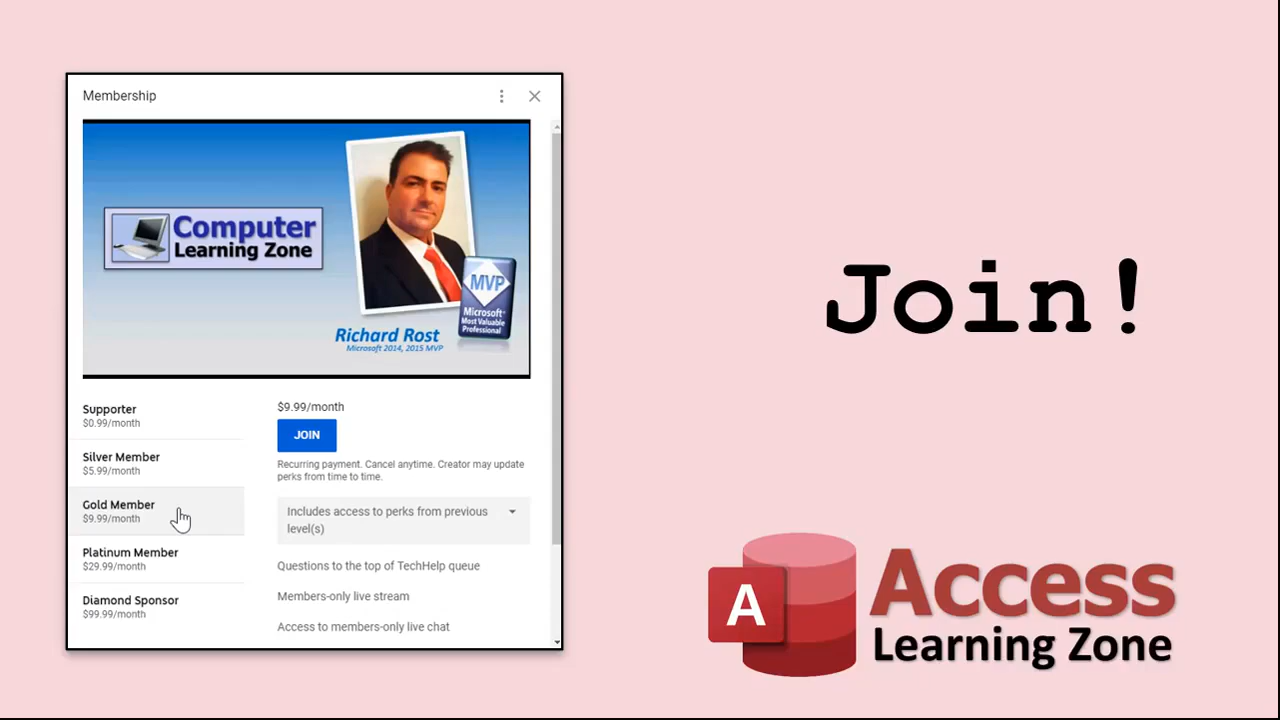 Membership
Computer
Learning Zone
MVP
Microsoft®
Most Valuable
Professional
Richard Rost
Microsoft 2014, 2015 MVP
Supporter
$0.99/month
Silver Member
$5.99/month
Gold Member
$9.99/month
Platinum Member
$29.99/month
Diamond Sponsor
$99.99/month
$9.99/month
JOIN
Recurring payment. Cancel anytime. Creator may update
perks from time to time.
Includes access to perks from previous
level(s)
Questions to the top of TechHelp queue
Members-only live stream
Access to members-only live chat
Join!
A
Access
Learning Zone